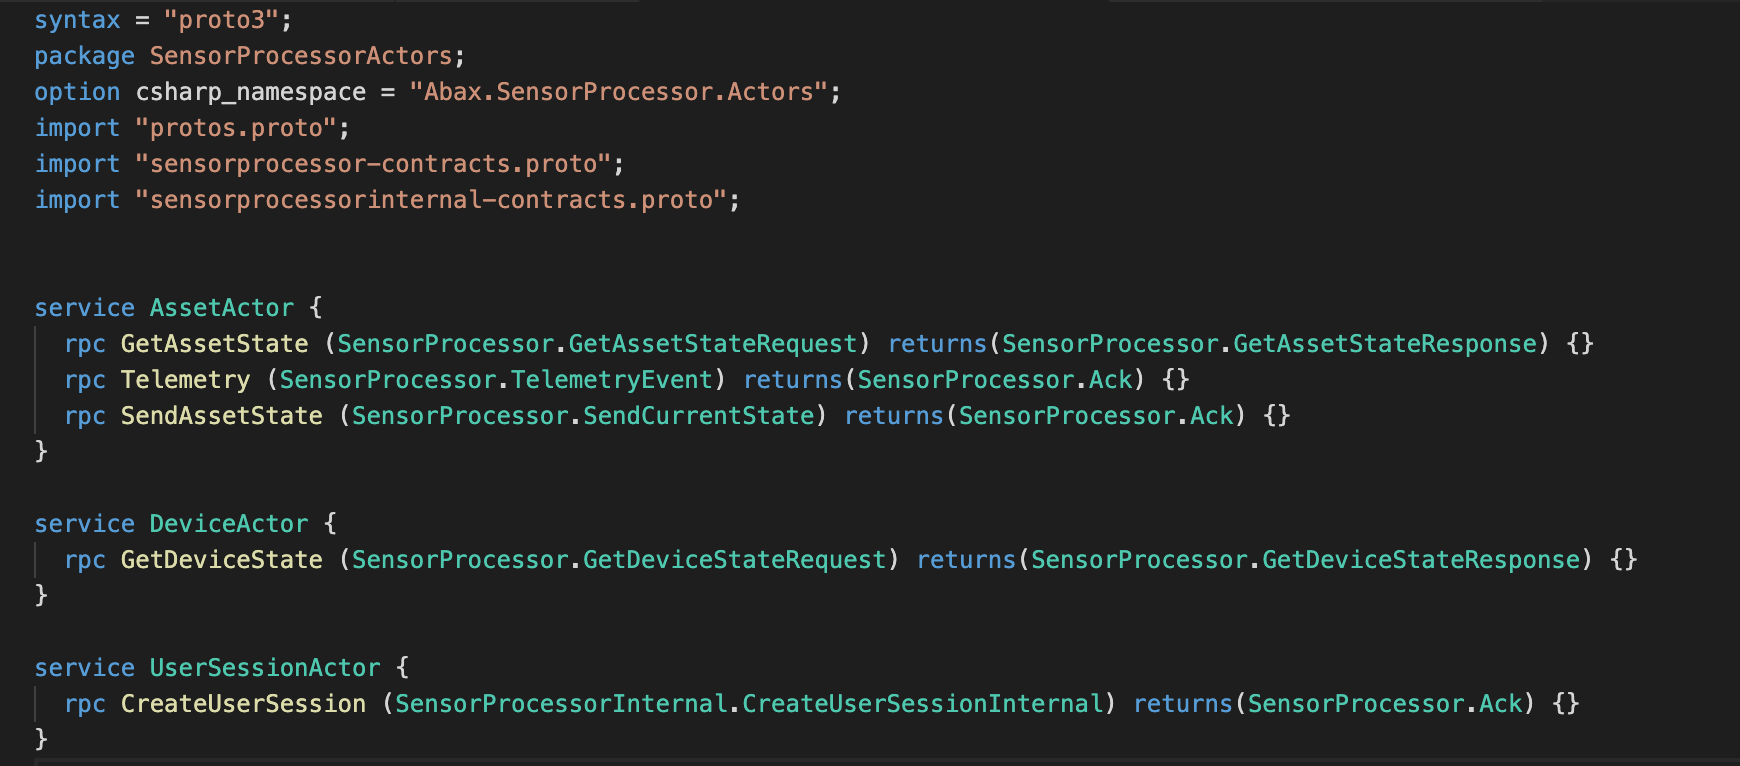 syntax = "proto3";
package SensorProcessorActors;
option csharp_namespace = "Abax.SensorProcessor.Actors";
import "protos.proto";
import "sensorprocessor-contracts.proto";
import "sensorprocessorinternal-contracts.proto";
service AssetActor {
  rpc GetAssetState (SensorProcessor.GetAssetStateRequest) returns(SensorProcessor.GetAssetStateResponse) {}
  rpc Telemetry (SensorProcessor.TelemetryEvent) returns(SensorProcessor.Ack) {}
  rpc SendAssetState (SensorProcessor.SendCurrentState) returns(SensorProcessor.Ack) {}
}
service DeviceActor {
  rpc GetDeviceState (SensorProcessor.GetDeviceStateRequest) returns(SensorProcessor.GetDeviceStateResponse) {}
}
service UserSessionActor {
  rpc CreateUserSession (SensorProcessorInternal.CreateUserSessionInternal) returns(SensorProcessor.Ack) {}
}